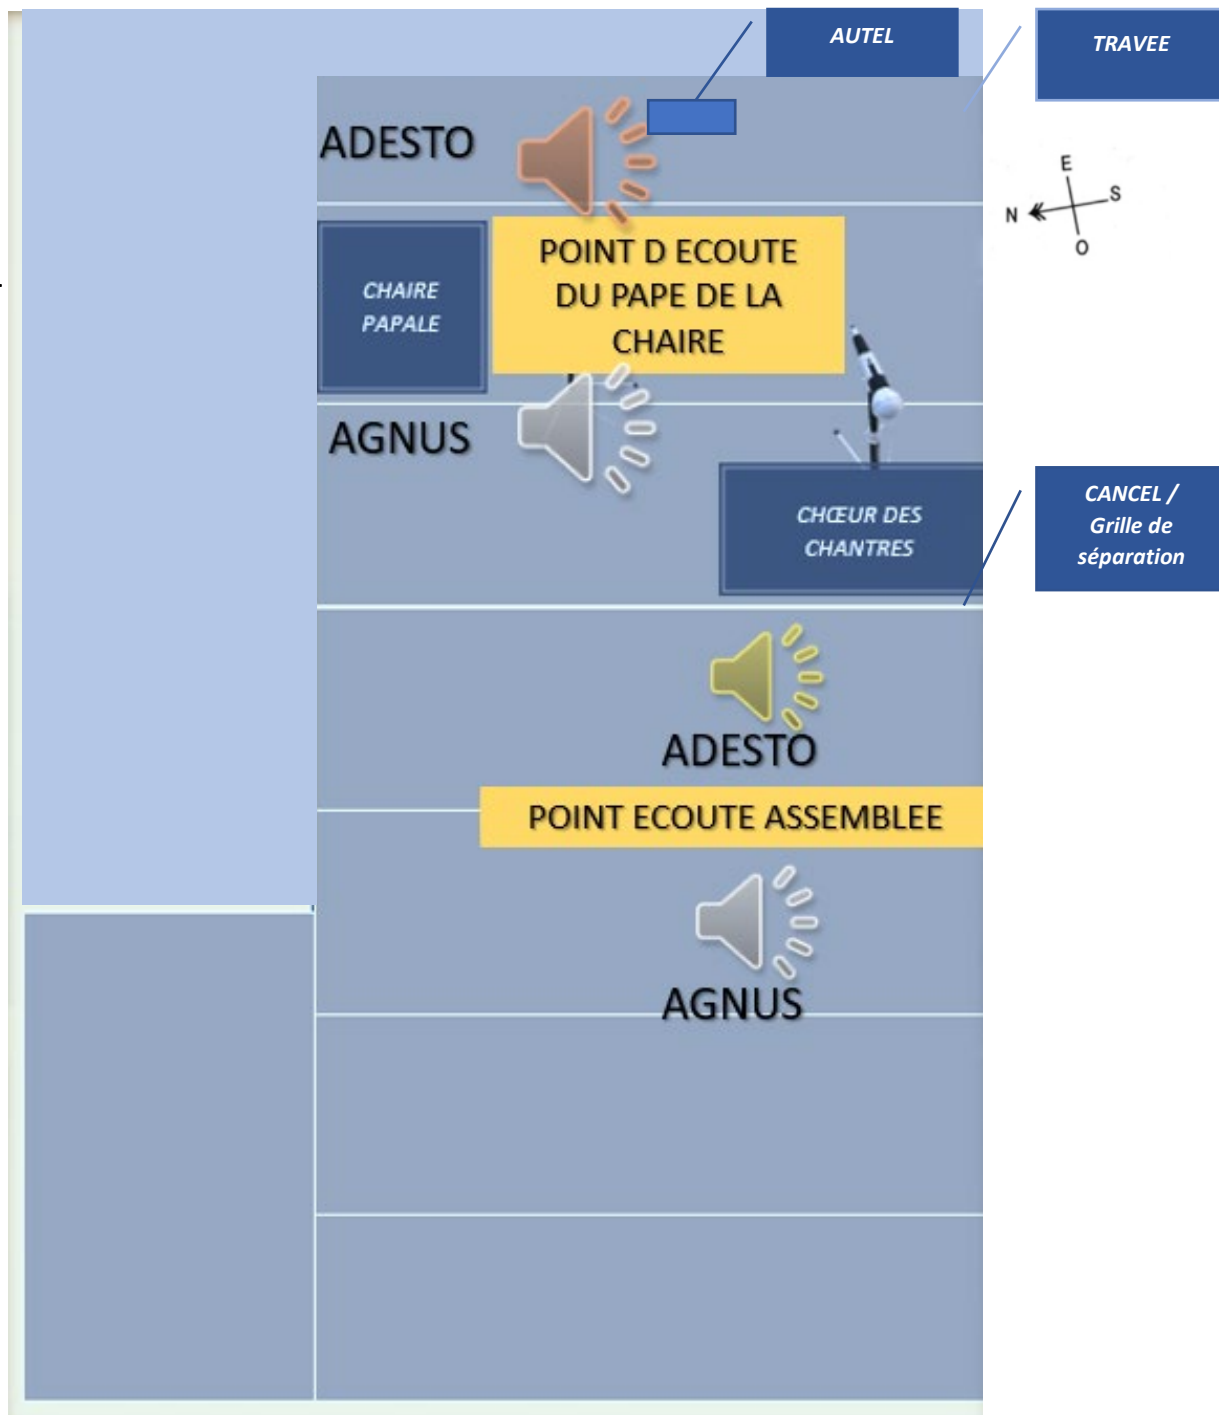 AUTEL
TRAVEE
ADESTO
E
N
S
O
POINT D ECOUTE
DU PAPE DE LA
CHAIRE
CHAIRE
PAPALE
AGNUS
CHŒUR DES
CHANTRES
CANCEL /
Grille de
séparation
ADESTO
POINT ECOUTE ASSEMBLEE
AGNUS